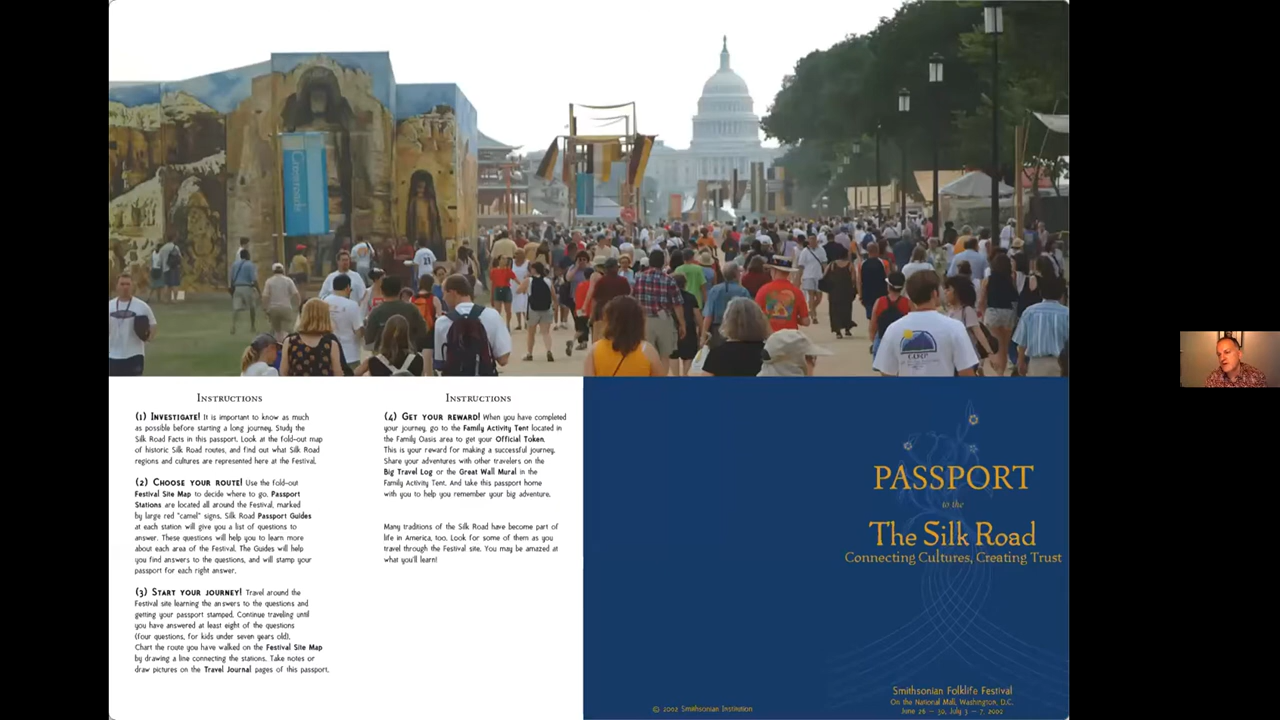 Crossroads
INSTRUCTIONS
(1) INVESTIGATE! It is important to know as much
as possible before starting a long journey. Study the
Silk Road Facts in this passport. Look at the fold-out map
of historic Silk Road routes, and find out what Silk Road
regions and cultures are represented here at the Festival.
(2) CHOOSE YOUR ROUTE! Use the fold-out
Festival Site Map to decide where to go. Passport
Stations are located all around the Festival, marked
by large red "camel" signs. Silk Road Passport Guides
at each station will give you a list of questions to
answer. These questions will help you to learn more
about each area of the Festival. The Guides will help
you find answers to the questions, and will stamp your
passport for each right answer.
(3) START YOUR JOURNEY! Travel around the
Festival site learning the answers to the questions and
getting your passport stamped. Continue traveling until
you have answered at least eight of the questions
(four questions, for kids under seven years old).
Chart the route you have walked on the Festival Site Map
by drawing a line connecting the stations. Take notes or
draw pictures on the Travel Journal pages of this passport.
INSTRUCTIONS
(4) GET YOUR REWARD! When you have completed
your journey, go to the Family Activity Tent located in
the Family Oasis area to get your Official Token.
This is your reward for making a successful journey.
Share your adventures with other travelers on the
Big Travel Log or the Great Wall Mural in the
Family Activity Tent. And take this passport home
with you to help you remember your big adventure.
Many traditions of the Silk Road have become part of
life in America, too. Look for some of them as you
travel through the Festival site. You may be amazed at
what you'll learn!
© 2002 Smithsonian Institution
PASSPORT
to the
The Silk Road
Connecting Cultures, Creating Trust
Smithsonian Folklife Festival
On the National Mall, Washington, D.C.
June 26 – 30, July 3 – 7, 2002